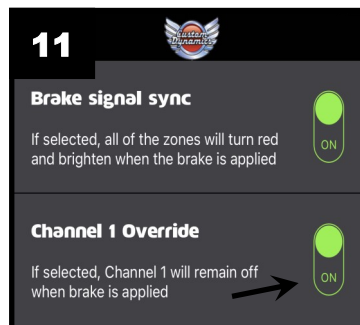 11
Custom
Dynamics
Brake signal sync
If selected, all of the zones will turn red
and brighten when the brake is applied
ON
Channel 1 Override
If selected, Channel 1 will remain off
when brake is applied
ON